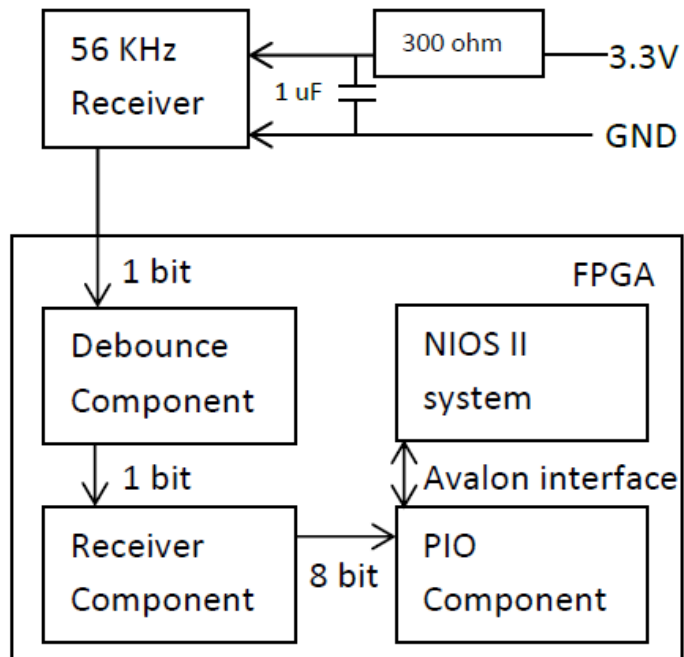 56 KHz
Receiver
300 ohm
3.3V
1 uF
GND
1 bit
FPGA
Debounce
Component
NIOS II
system
1 bit
Avalon interface
Receiver
Component
8 bit
PIO
Component